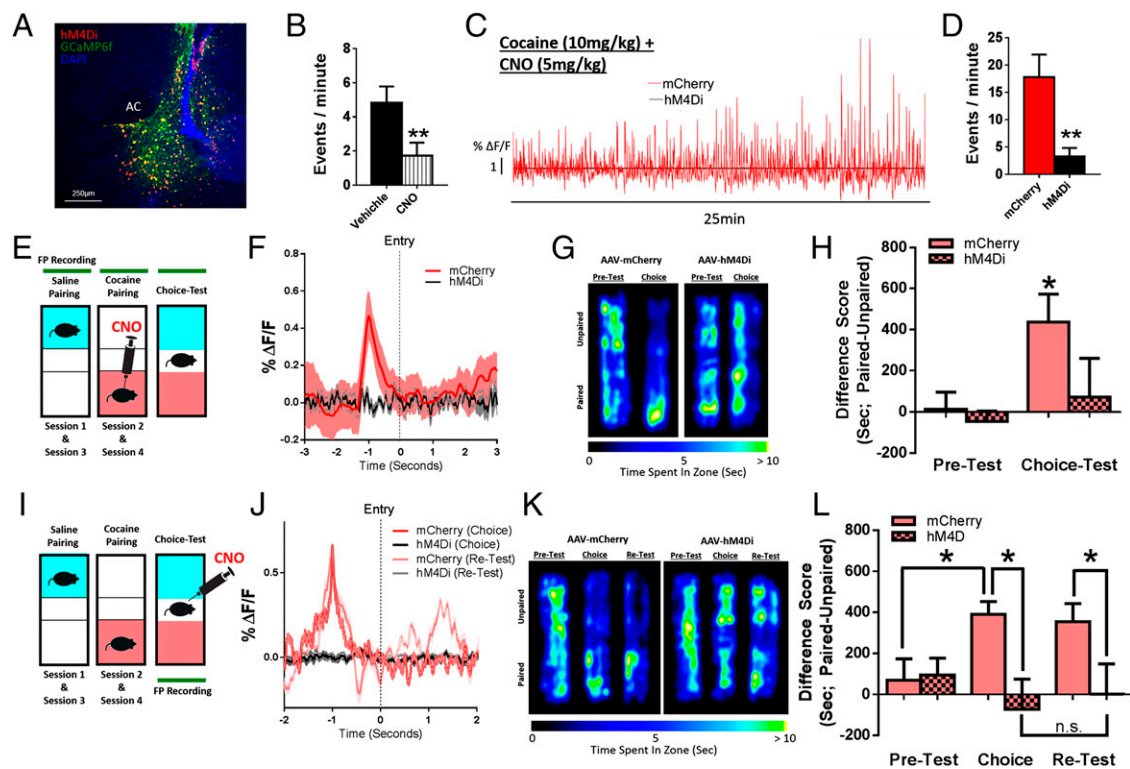 A
hM4Di
GCaMP6f
DAPI
AC
250μm
B
Events / minute
8
6
4
2
0
**
Vehichle
CNO
C
Cocaine (10mg/kg) +
CNO (5mg/kg)
mCherry
hM4Di
% ΔF/F
1
25min
D
Events / minute
25
20
15
10
5
0
**
mCherry
hM4Di
E
FP Recording
Saline Pairing
Cocaine Pairing
Choice-Test
CNO
Session 1 & Session 3
Session 2 & Session 4
F
Entry
mCherry
hM4Di
% ΔF/F
0.6
0.4
0.2
0.0
-0.2
-3 -2 -1 0 1 2 3
Time (Seconds)
G
AAV-mCherry AAV-hM4Di
Pre-Test Choice Pre-Test Choice
Unpaired
Paired
0 5 > 10
Time Spent In Zone (Sec)
H
mCherry
hM4Di
Difference Score
(Sec; Paired-Unpaired)
800
600
400
200
0
-200
*
Pre-Test Choice-Test
I
Saline Pairing
Cocaine Pairing
Choice-Test
CNO
Session 1 & Session 3
Session 2 & Session 4
FP Recording
J
Entry
mCherry (Choice)
hM4Di (Choice)
mCherry (Re-Test)
hM4Di (Re-Test)
% ΔF/F
0.5
0.0
-2 -1 0 1 2
Time (Seconds)
K
AAV-mCherry AAV-hM4Di
Pre-Test Choice Re-Test Pre-Test Choice Re-Test
Unpaired
Paired
0 5 > 10
Time Spent In Zone (Sec)
L
mCherry
hM4D
Difference Score
(Sec; Paired-Unpaired)
800
600
400
200
0
-200
* * *
n.s.
Pre-Test Choice Re-Test